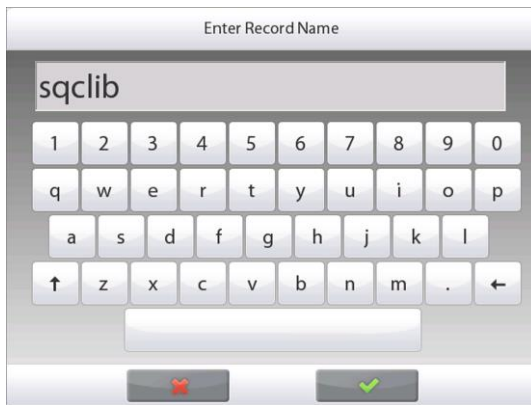 Enter Record Name
sqclib
1 2 3 4 5 6 7 8 9 0
q w e r t y u i o p
a s d f g h j k l
↑ z x c v b n m . ←